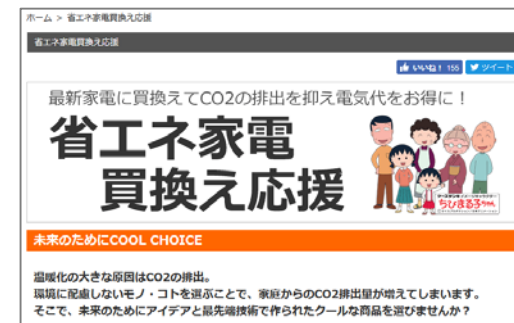 ホーム > 省エネ家電買換え応援
省エネ家電買換え応援
いいね! 155 ツイート
最新家電に買換えてCO2の排出を抑え電気代をお得に!
省エネ家電
買換え応援
ちびまる子ちゃん
未来のためにCOOL CHOICE
温暖化の大きな原因はCO2の排出。
環境に配慮しないモノ・コトを選ぶことで、家庭からのCO2排出量が増えてしまいます。
そこで、未来のためにアイデアと最先端技術で作られたクールな商品を選びませんか?